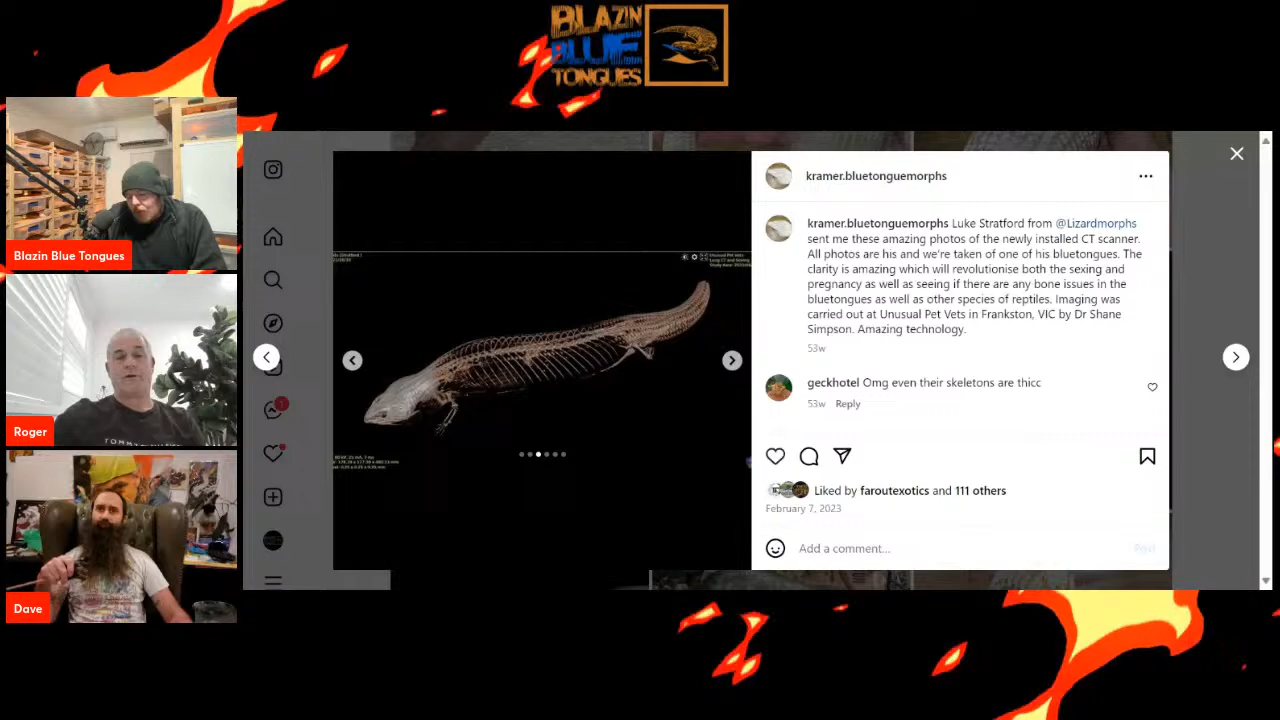 BLAZIN
BLUE
TONGUES
Blazin Blue Tongues
Roger
TOMMY
Dave
1
kramer.bluetonguemorphs
kramer.bluetonguemorphs Luke Stratford from @Lizardmorphs
sent me these amazing photos of the newly installed CT scanner.
All photos are his and we're taken of one of his bluetongues. The
clarity is amazing which will revolutionise both the sexing and
pregnancy as well as seeing if there are any bone issues in the
bluetongues as well as other species of reptiles. Imaging was
carried out at Unusual Pet Vets in Frankston, VIC by Dr Shane
Simpson. Amazing technology.
53w
geckhotel Omg even their skeletons are thicc
53w Reply
Liked by faroutexotics and 111 others
February 7, 2023
Add a comment...
Post